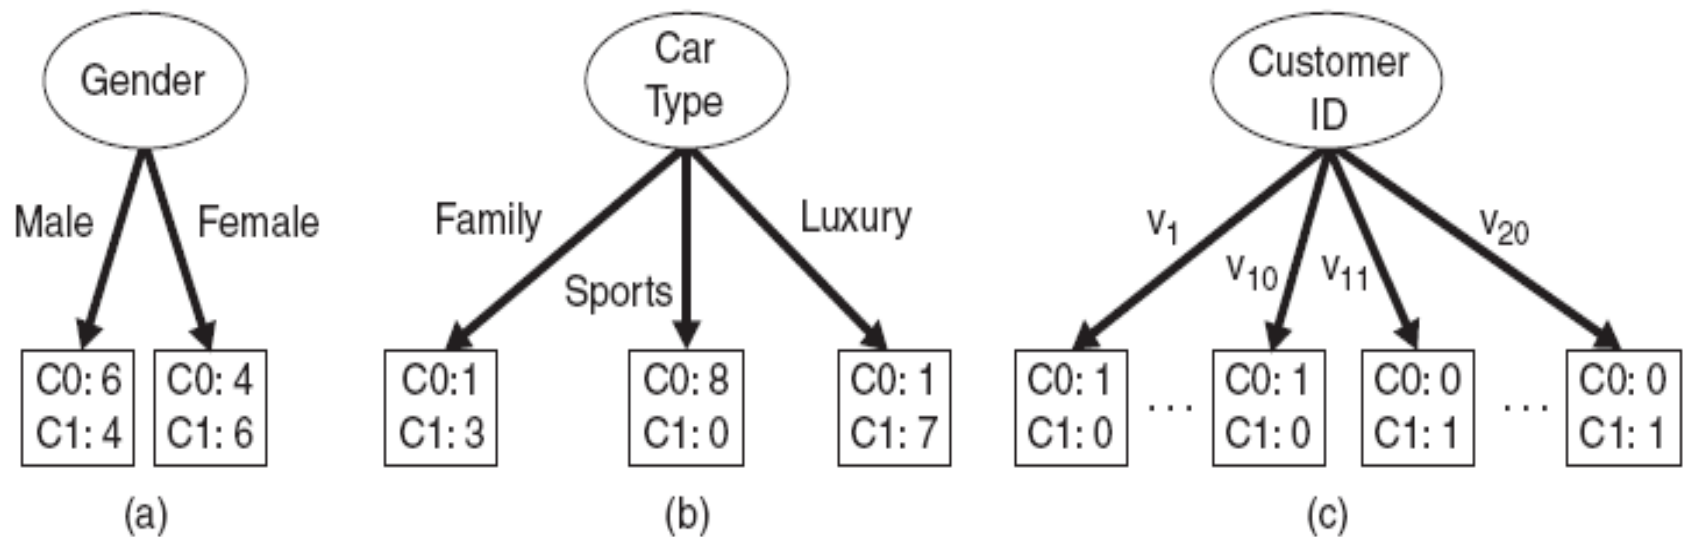 Gender
Male
Female
C0: 6
C1: 4
C0: 4
C1: 6
(a)
Car
Type
Family
Sports
Luxury
C0:1
C1: 3
C0: 8
C1: 0
C0: 1
C1: 7
(b)
Customer
ID
v1
v10
v11
v20
C0: 1
C1: 0
...
C0: 1
C1: 0
C0: 0
C1: 1
...
C0: 0
C1: 1
(c)